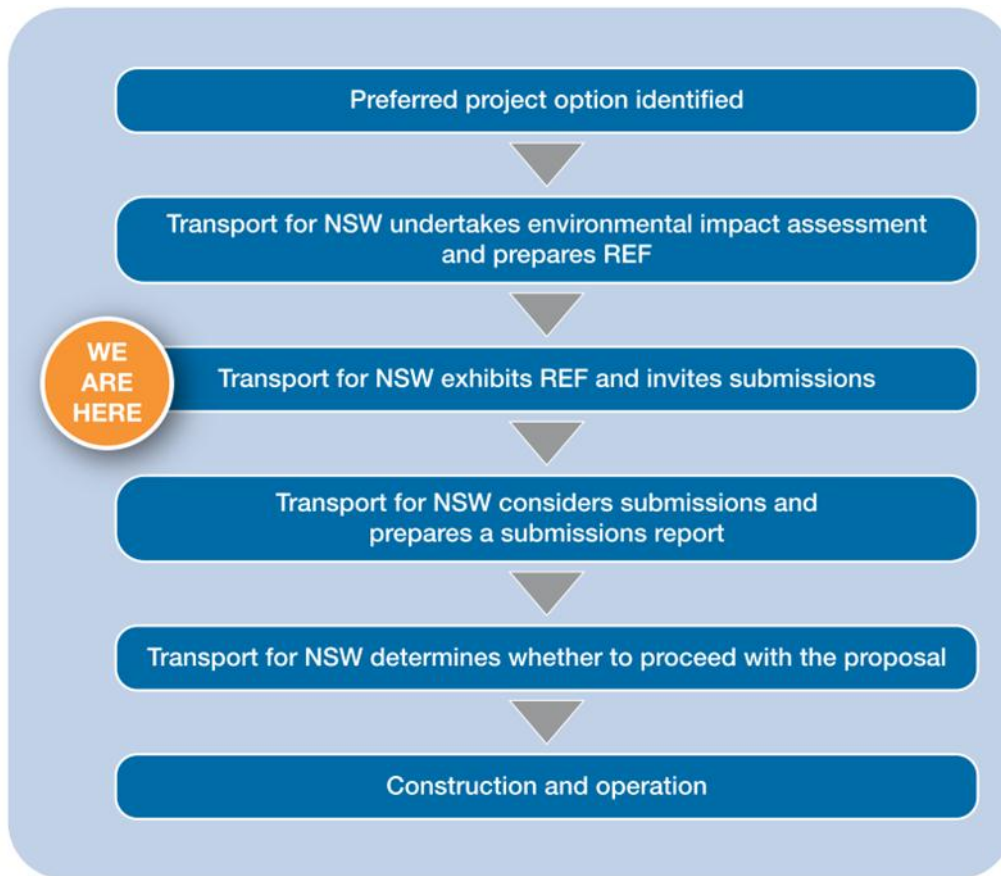 Preferred project option identified
Transport for NSW undertakes environmental impact assessment
and prepares REF
WE
ARE
HERE
Transport for NSW exhibits REF and invites submissions
Transport for NSW considers submissions and
prepares a submissions report
Transport for NSW determines whether to proceed with the proposal
Construction and operation